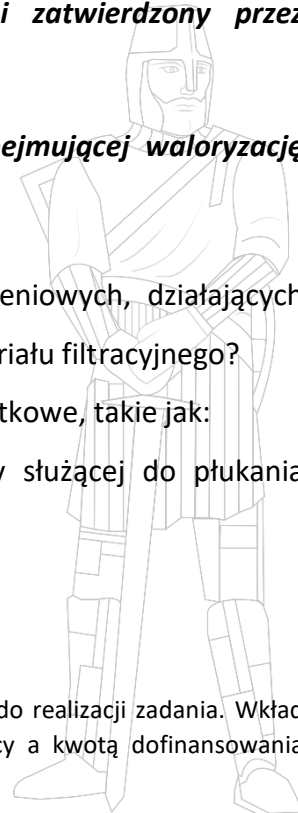 i zatwierdzony przez
ejmującej waloryzację
eniowych, działających
riału filtracyjnego?
tkowe, takie jak:
y służącej do płukania
do realizacji zadania. Wkład
cy a kwotą dofinansowania